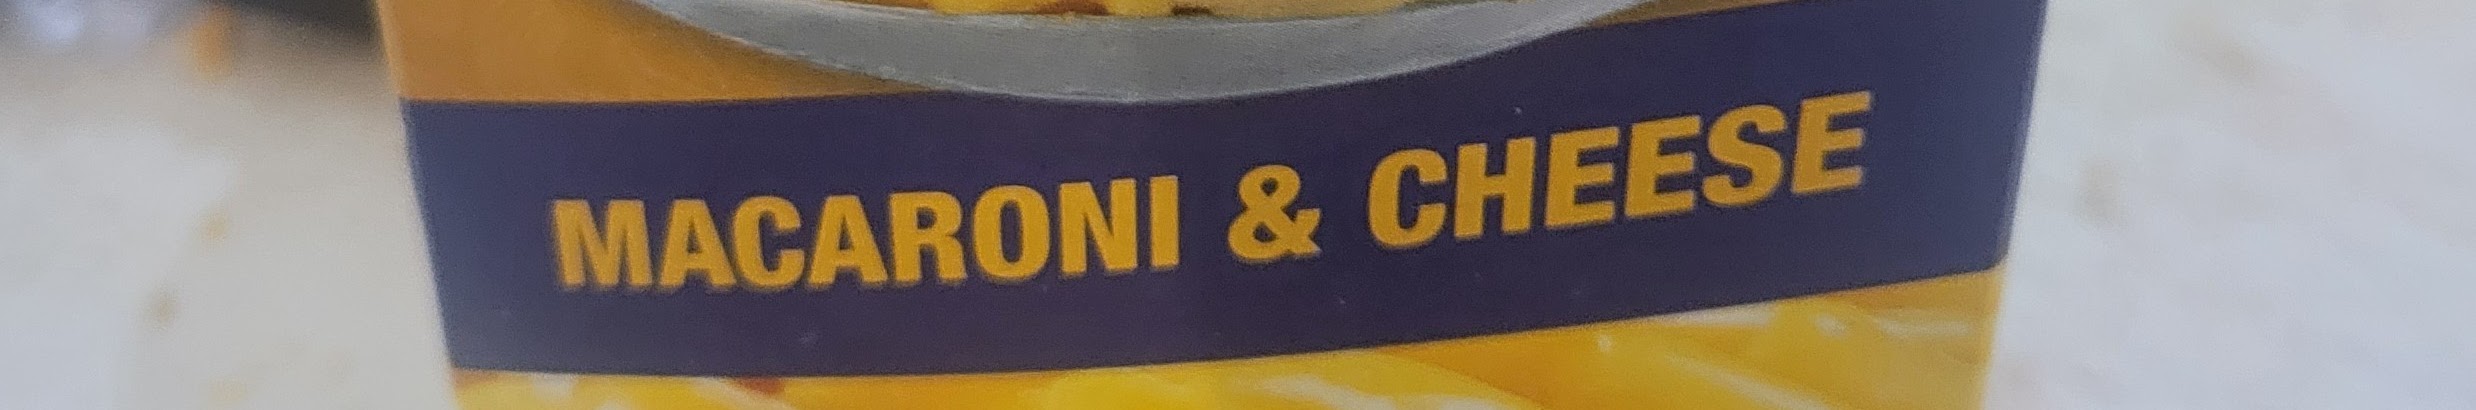 MACARONI & CHEESE